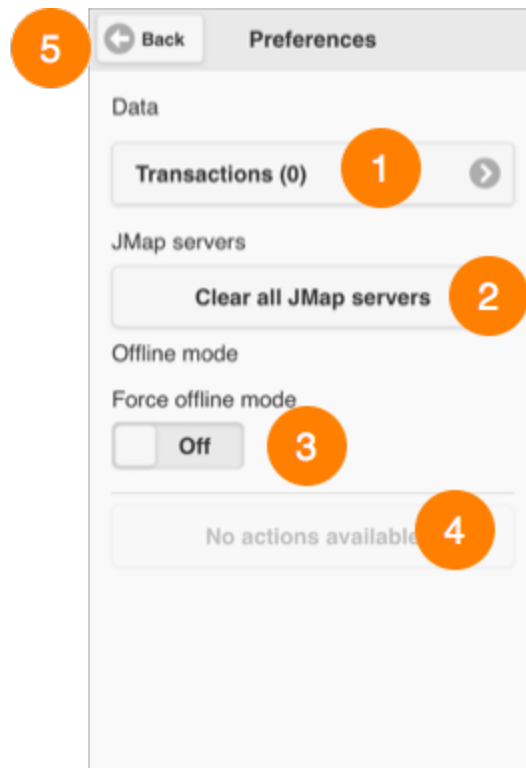 5 Back Preferences
Data
Transactions (0) 1
JMap servers
Clear all JMap servers 2
Offline mode
Force offline mode
Off 3
No actions available 4